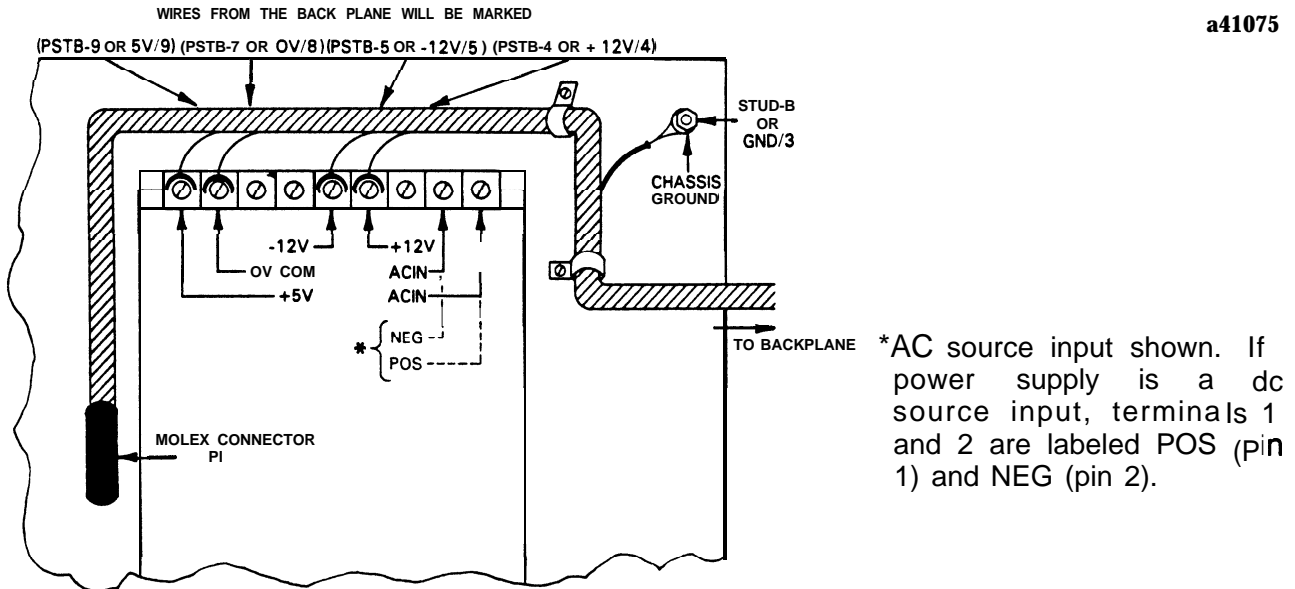 WIRES FROM THE BACK PLANE WILL BE MARKED
a41075
(PSTB-9 OR 5V/9) (PSTB-7 OR OV/8) (PSTB-5 OR -12V/5) (PSTB-4 OR + 12V/4)
STUD-B
OR
GND/3
CHASSIS
GROUND
-12V
+12V
OV COM
ACIN
+5V
ACIN
* NEG
POS
TO BACKPLANE
MOLEX CONNECTOR
PI
*AC source input shown. If
power supply is a dc
source input, terminals 1
and 2 are labeled POS (Pin
1) and NEG (pin 2).